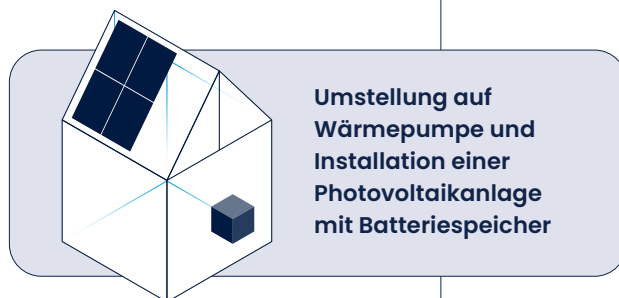 Umstellung auf
Wärmepumpe und
Installation einer
Photovoltaikanlage
mit Batteriespeicher